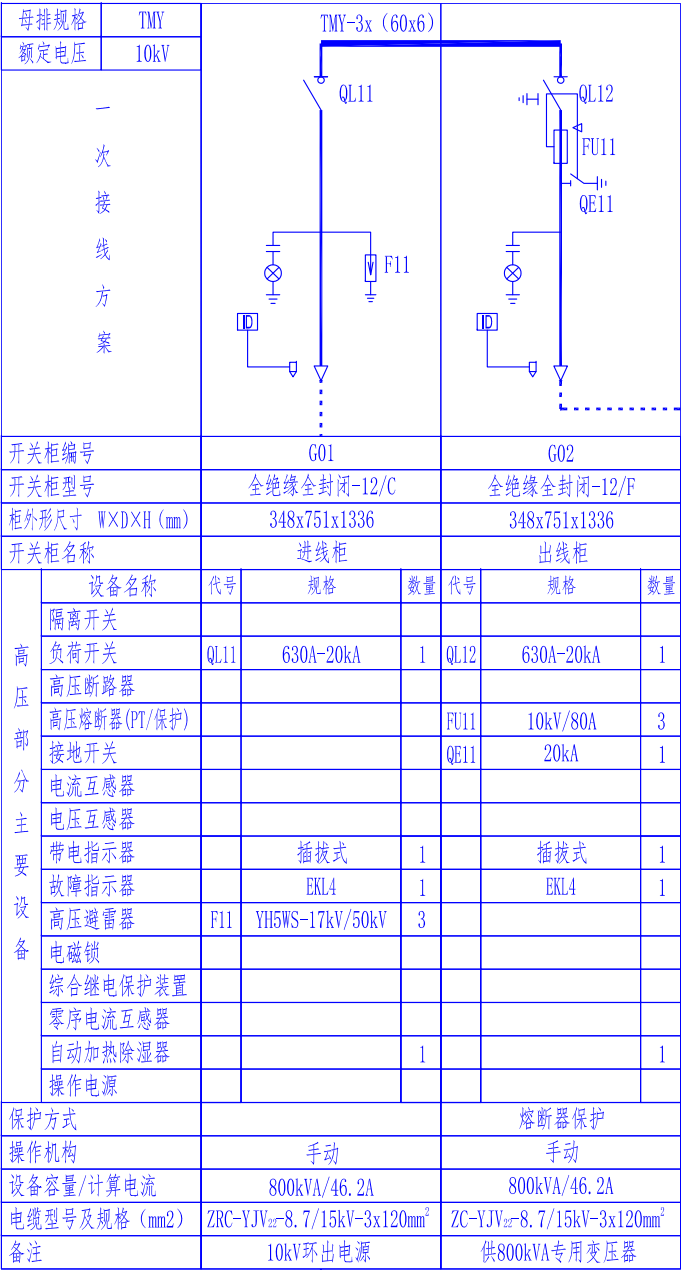 母排规格 TMY
额定电压 10kV
TMY-3x (60x6)
一次接线方案
QL11
QL12
FU11
QE11
F11
ID
ID
开关柜编号 G01 G02
开关柜型号 全绝缘全封闭-12/C 全绝缘全封闭-12/F
柜外形尺寸 W×D×H(mm) 348x751x1336 348x751x1336
开关柜名称 进线柜 出线柜
高压部分主要设备
设备名称 代号 规格 数量 代号 规格 数量
隔离开关
负荷开关 QL11 630A-20kA 1 QL12 630A-20kA 1
高压断路器
高压熔断器(PT/保护) FU11 10kV/80A 3
接地开关 QE11 20kA 1
电流互感器
电压互感器
带电指示器 插拔式 1 插拔式 1
故障指示器 EKL4 1 EKL4 1
高压避雷器 F11 YH5WS-17kV/50kV 3
电磁锁
综合继电保护装置
零序电流互感器
自动加热除湿器 1 1
操作电源
保护方式 熔断器保护
操作机构 手动 手动
设备容量/计算电流 800kVA/46.2A 800kVA/46.2A
电缆型号及规格（mm2） ZRC-YJV22-8.7/15kV-3x120mm² ZC-YJV22-8.7/15kV-3x120mm²
备注 10kV环出电源 供800kVA专用变压器